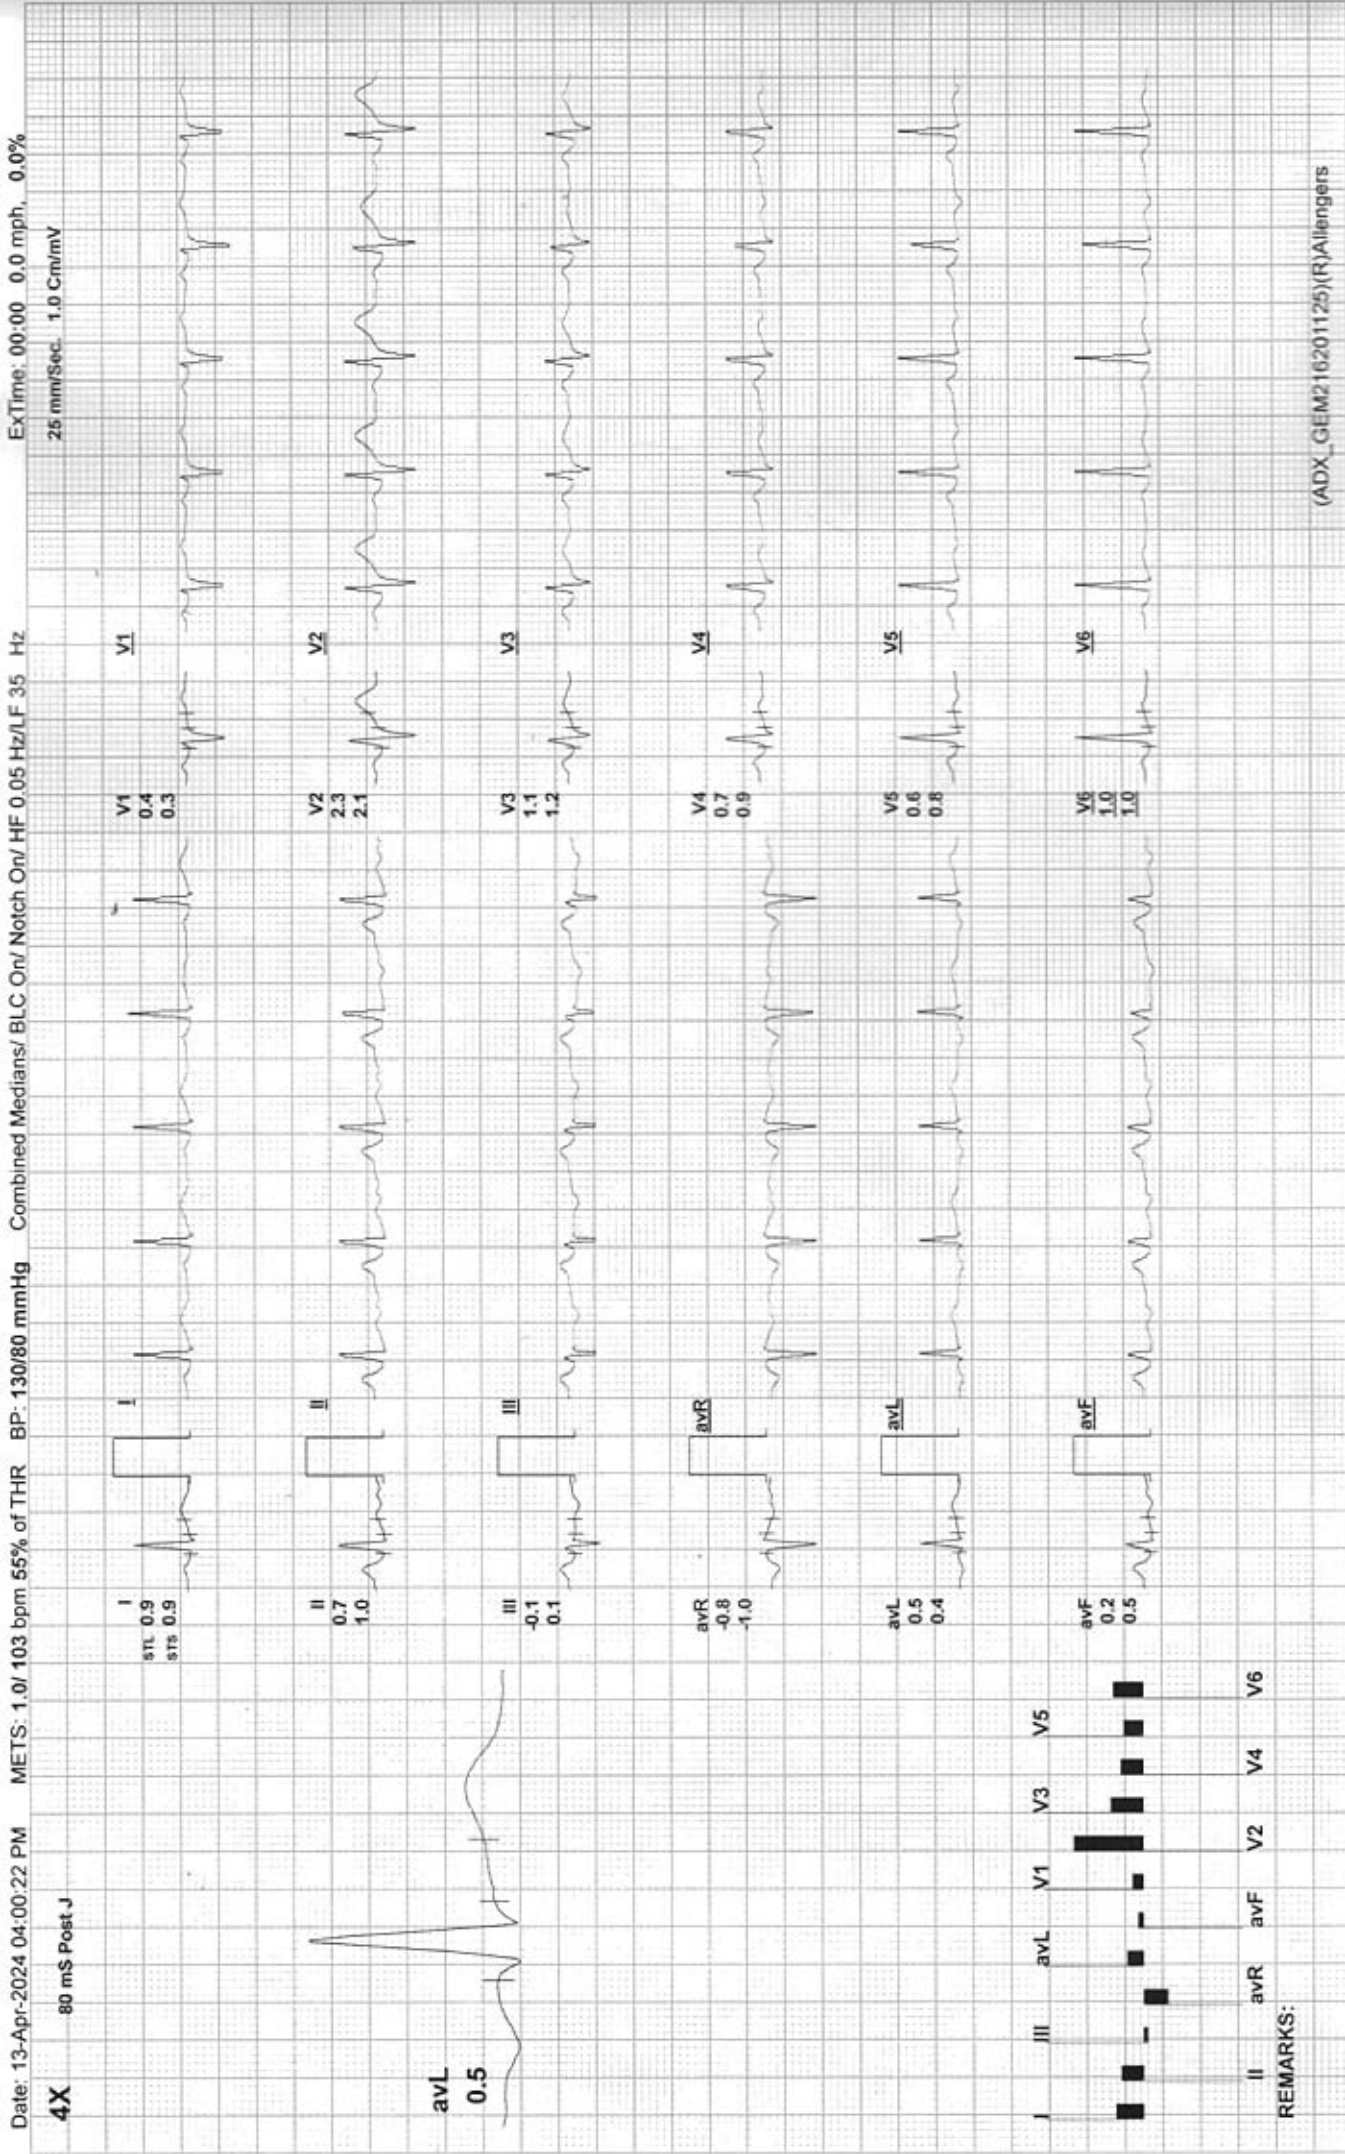 Date: 13-Apr-2024 04:00:22 PM METS: 1.0/ 103 bpm 55% of THR BP: 130/80 mmHg Combined Medians/ BLC On/ Notch On/ HF 0.05 Hz/LF 35 Hz ExTime: 00:00 0.0 mph, 0.0%
4X 80 mS Post J 25 mm/Sec. 1.0 Cm/mV
I
STL 0.9
STS 0.9
I
V1
0.4
0.3
V1
II
0.7
1.0
II
V2
2.3
2.1
V2
avL
0.5
III
-0.1
0.1
III
V3
1.1
1.2
V3
avR
-0.8
-1.0
avR
V4
0.7
0.9
V4
avL
0.5
0.4
avL
V5
0.6
0.8
V5
avF
0.2
0.5
avF
V6
1.0
1.0
V6
I III avL V1 V3 V5
II avR avF V2 V4 V6
REMARKS:
(ADX_GEM216201125)(R)Allengers